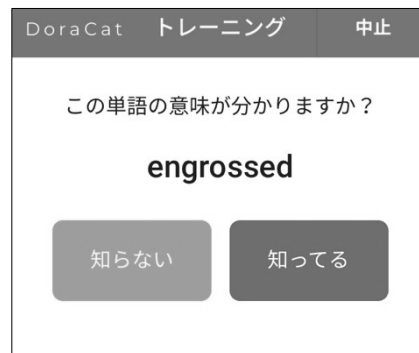 DoraCat トレーニング 中止
この単語の意味が分かりますか？
engrossed
知らない 知ってる